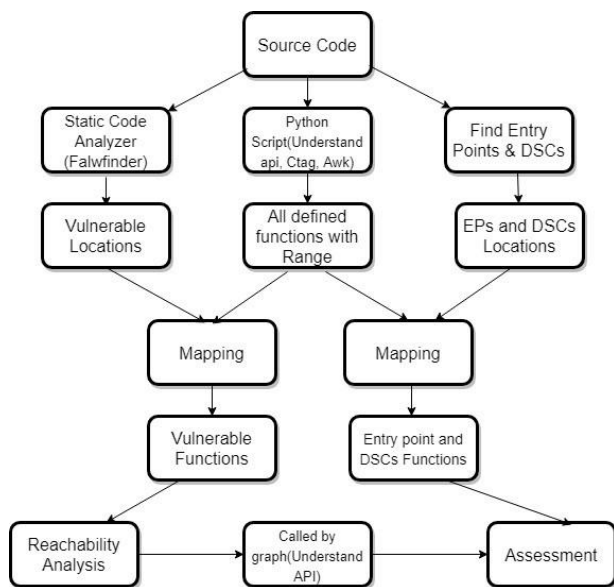 Source Code
Static Code
Analyzer
(Falwfinder)
Python
Script(Understand
api, Ctag, Awk)
Find Entry
Points & DSCs
Vulnerable
Locations
All defined
functions with
Range
EPs and DSCs
Locations
Mapping
Mapping
Vulnerable
Functions
Entry point and
DSCs Functions
Reachability
Analysis
Called by
graph(Understand
API)
Assessment